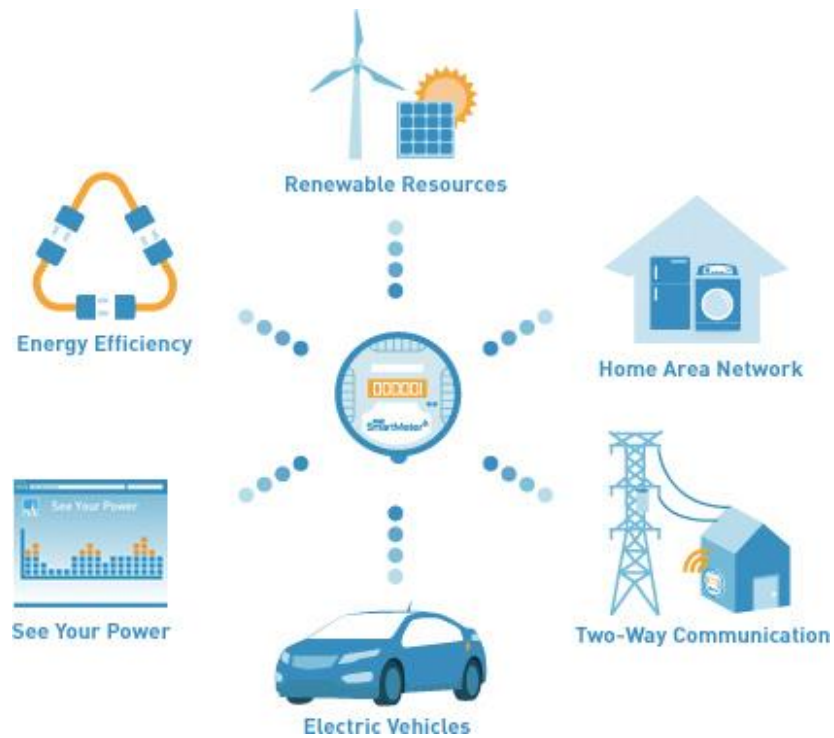 Renewable Resources
Energy Efficiency
Home Area Network
000001
SmartMeter
See Your Power
See Your Power
Two-Way Communication
Electric Vehicles